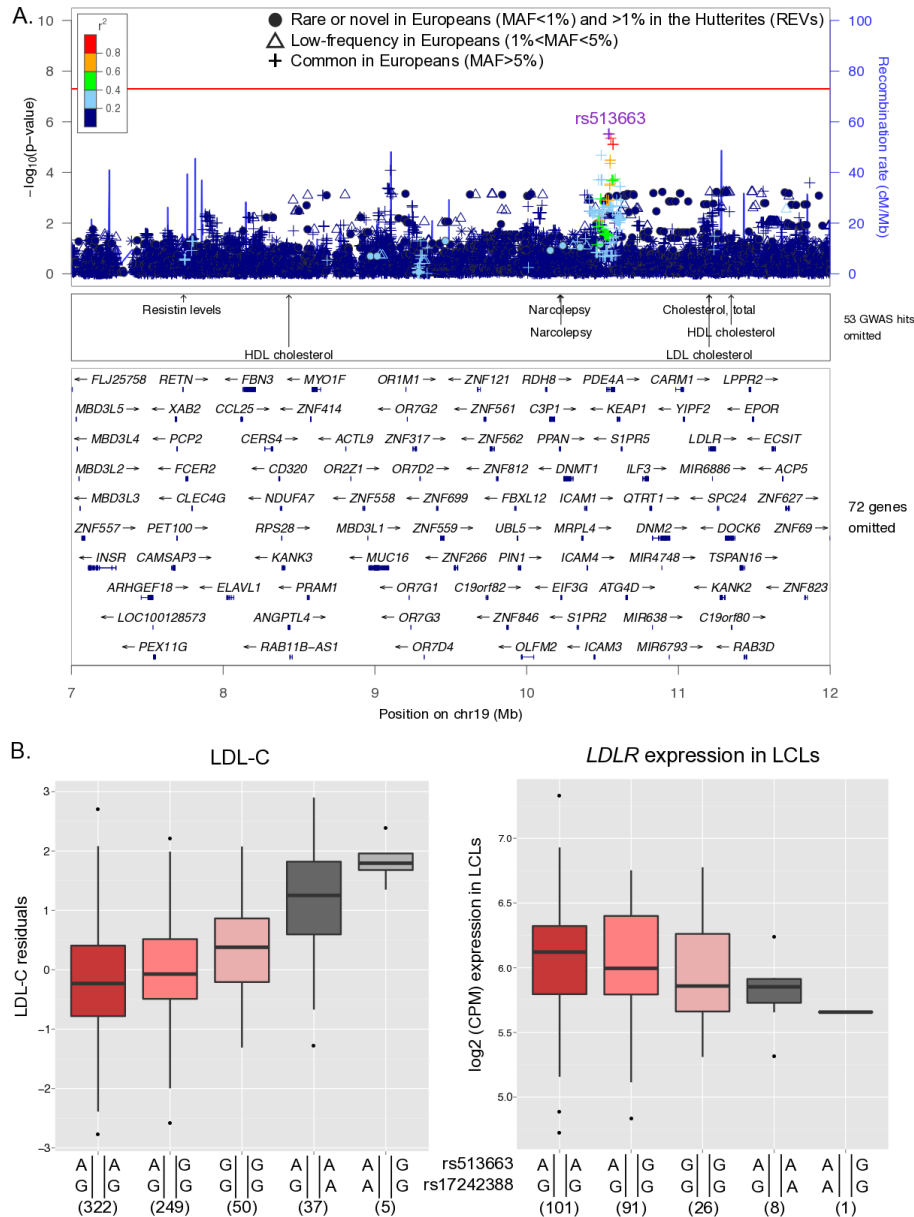 A.
● Rare or novel in Europeans (MAF<1%) and >1% in the Hutterites (REVs)
△ Low-frequency in Europeans (1%<MAF<5%)
+ Common in Europeans (MAF>5%)
r²
0.8
0.6
0.4
0.2
10
8
6
4
2
0
−log₁₀(p−value)
100
80
60
40
20
0
Recombination rate (cM/Mb)
rs513663
Resistin levels
Narcolepsy
Cholesterol, total
Narcolepsy
HDL cholesterol
HDL cholesterol
LDL cholesterol
53 GWAS hits
omitted
← FLJ25758 RETN → ← FBN3 ← MYO1F OR1M1 → ← ZNF121 RDH8 → PDE4A → CARM1 → LPPR2 →
← MBD3L5 ← XAB2 CCL25 → ← ZNF414 ← OR7G2 ← ZNF561 C3P1 → ← KEAP1 ← YIPF2 ← EPOR
← MBD3L4 ← PCP2 CERS4 → ← ACTL9 ZNF317 → ← ZNF562 PPAN → ← S1PR5 LDLR → ← ECSIT
MBD3L2 → ← FCER2 ← CD320 OR2Z1 → OR7D2 → ← ZNF812 ← DNMT1 ILF3 → MIR6886 → ← ACP5
← MBD3L3 ← CLEC4G ← NDUFA7 ← ZNF558 ← ZNF699 ← FBXL12 ICAM1 → QTRT1 → ← SPC24 ZNF627 →
ZNF557 → PET100 → RPS28 → MBD3L1 → ZNF559 → UBL5 → MRPL4 → DNM2 → ← DOCK6 ZNF69 →
← INSR CAMSAP3 → ← KANK3 ← MUC16 ← ZNF266 PIN1 → ICAM4 → MIR4748 → TSPAN16 →
ARHGEF18 → ← ELAVL1 ← PRAM1 ← OR7G1 C19orf24 → ← EIF3G ATG4D → ← KANK2 ← ZNF823
← LOC100128573 ANGPTL4 → ← OR7G3 ← ZNF846 ← S1PR2 MIR638 → C19orf80 →
← PEX11G ← RAB11B−AS1 ← OR7D4 ← OLFM2 ← ICAM3 MIR6793 → ← RAB3D
72 genes
omitted
7 8 9 10 11 12
Position on chr19 (Mb)
B.
LDL-C
3
2
1
0
−1
−2
−3
LDL-C residuals
LDLR expression in LCLs
7.0
6.5
6.0
5.5
5.0
log2 (CPM) expression in LCLs
A A A G G G A A A G rs513663 A A A G G G A A A G
G G G G G G G A A G rs17242388 G G G G G G G A A G
(322) (249) (50) (37) (5) (101) (91) (26) (8) (1)